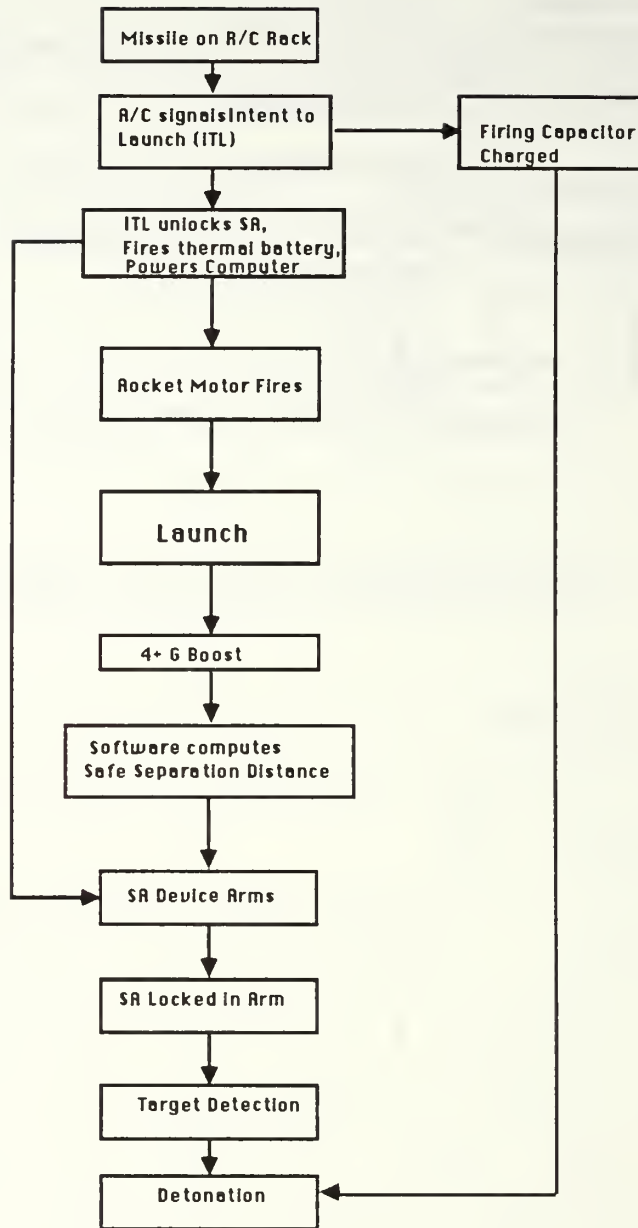 Missile on R/C Rack
R/C signalsIntent to
Launch (ITL)
Firing Capacitor
Charged
ITL unlocks SA,
Fires thermal battery,
Powers Computer
Rocket Motor Fires
Launch
4+ G Boost
Software computes
Safe Separation Distance
SA Device Arms
SA Locked in Arm
Target Detection
Detonation